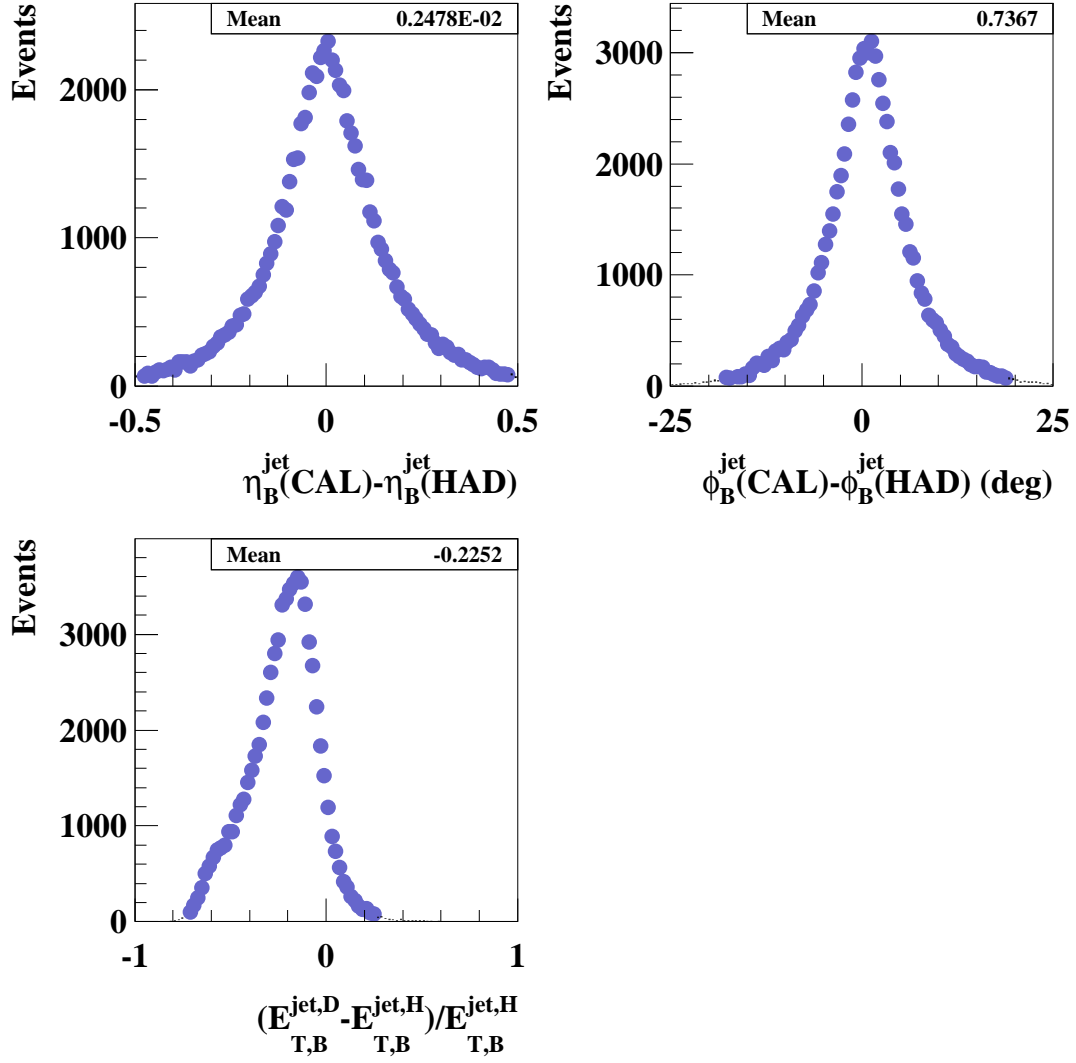 Mean 0.2478E-02
Events
2000
1000
0
-0.5 0 0.5
η_B^jet(CAL)-η_B^jet(HAD)
Mean 0.7367
Events
3000
2000
1000
0
-25 0 25
ϕ_B^jet(CAL)-ϕ_B^jet(HAD) (deg)
Mean -0.2252
Events
3000
2000
1000
0
-1 0 1
(E_T,B^jet,D-E_T,B^jet,H)/E_T,B^jet,H